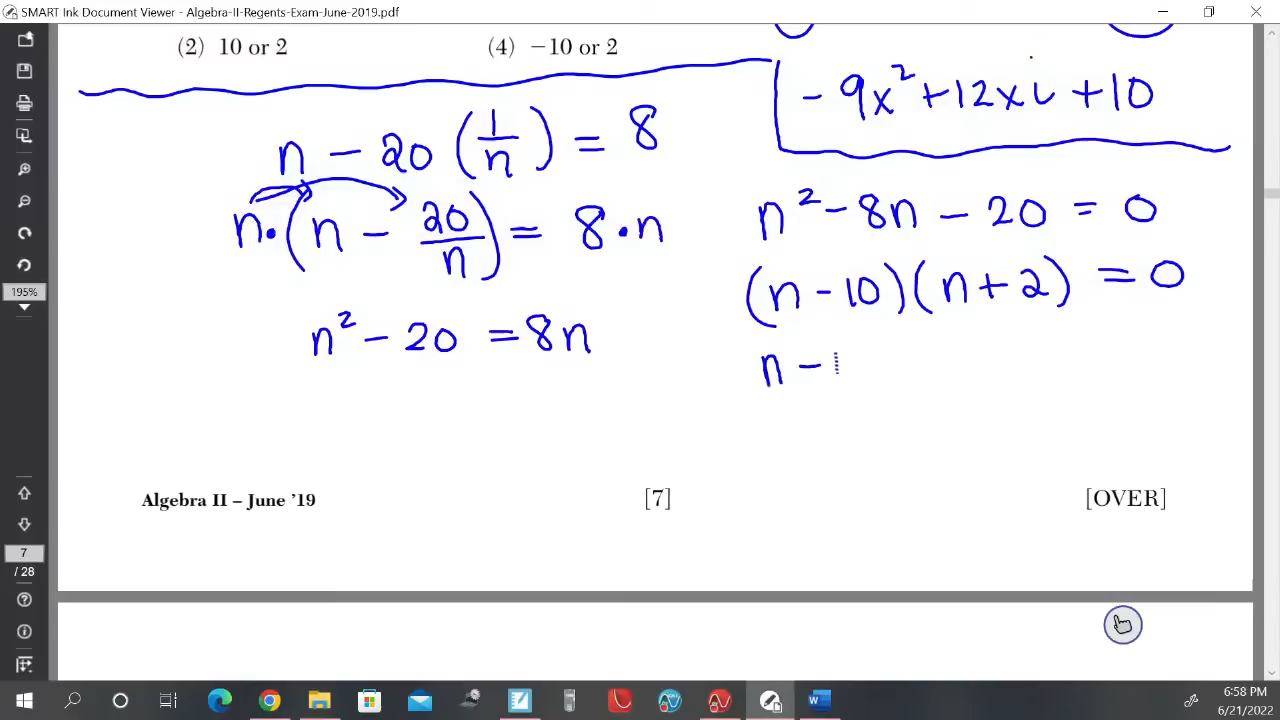 SMART Ink Document Viewer - Algebra-II-Regents-Exam-June-2019.pdf
(2) 10 or 2
(4) −10 or 2
- 9x² + 12xi + 10
n - 20 (1/n) = 8
n · (n - 20/n) = 8 · n
n² - 20 = 8n
n² - 8n - 20 = 0
(n - 10)(n + 2) = 0
n - 1
Algebra II – June ’19
[7]
[OVER]
195%
7
/ 28
6:58 PM
6/21/2022